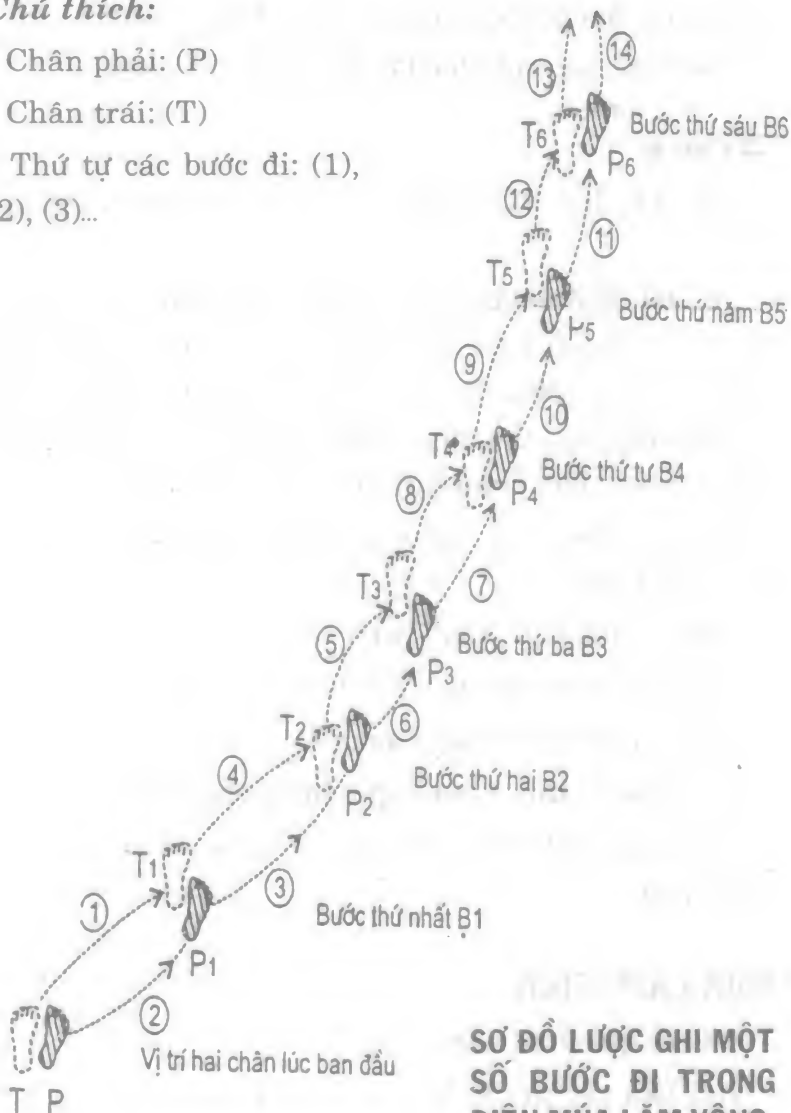 Chú thích:
Chân phải: (P)
Chân trái: (T)
Thứ tự các bước đi: (1),
2), (3)...
13
14
T6
P6
Bước thứ sáu B6
12
11
T5
P5
Bước thứ năm B5
9
10
T4
P4
Bước thứ tư B4
8
7
T3
P3
Bước thứ ba B3
5
6
T2
P2
Bước thứ hai B2
4
3
T1
P1
Bước thứ nhất B1
1
2
Vị trí hai chân lúc ban đầu
T P
SƠ ĐỒ LƯỢC GHI MỘT
SỐ BƯỚC ĐI TRONG
ĐIỆU MÚA LĂM VÔNG